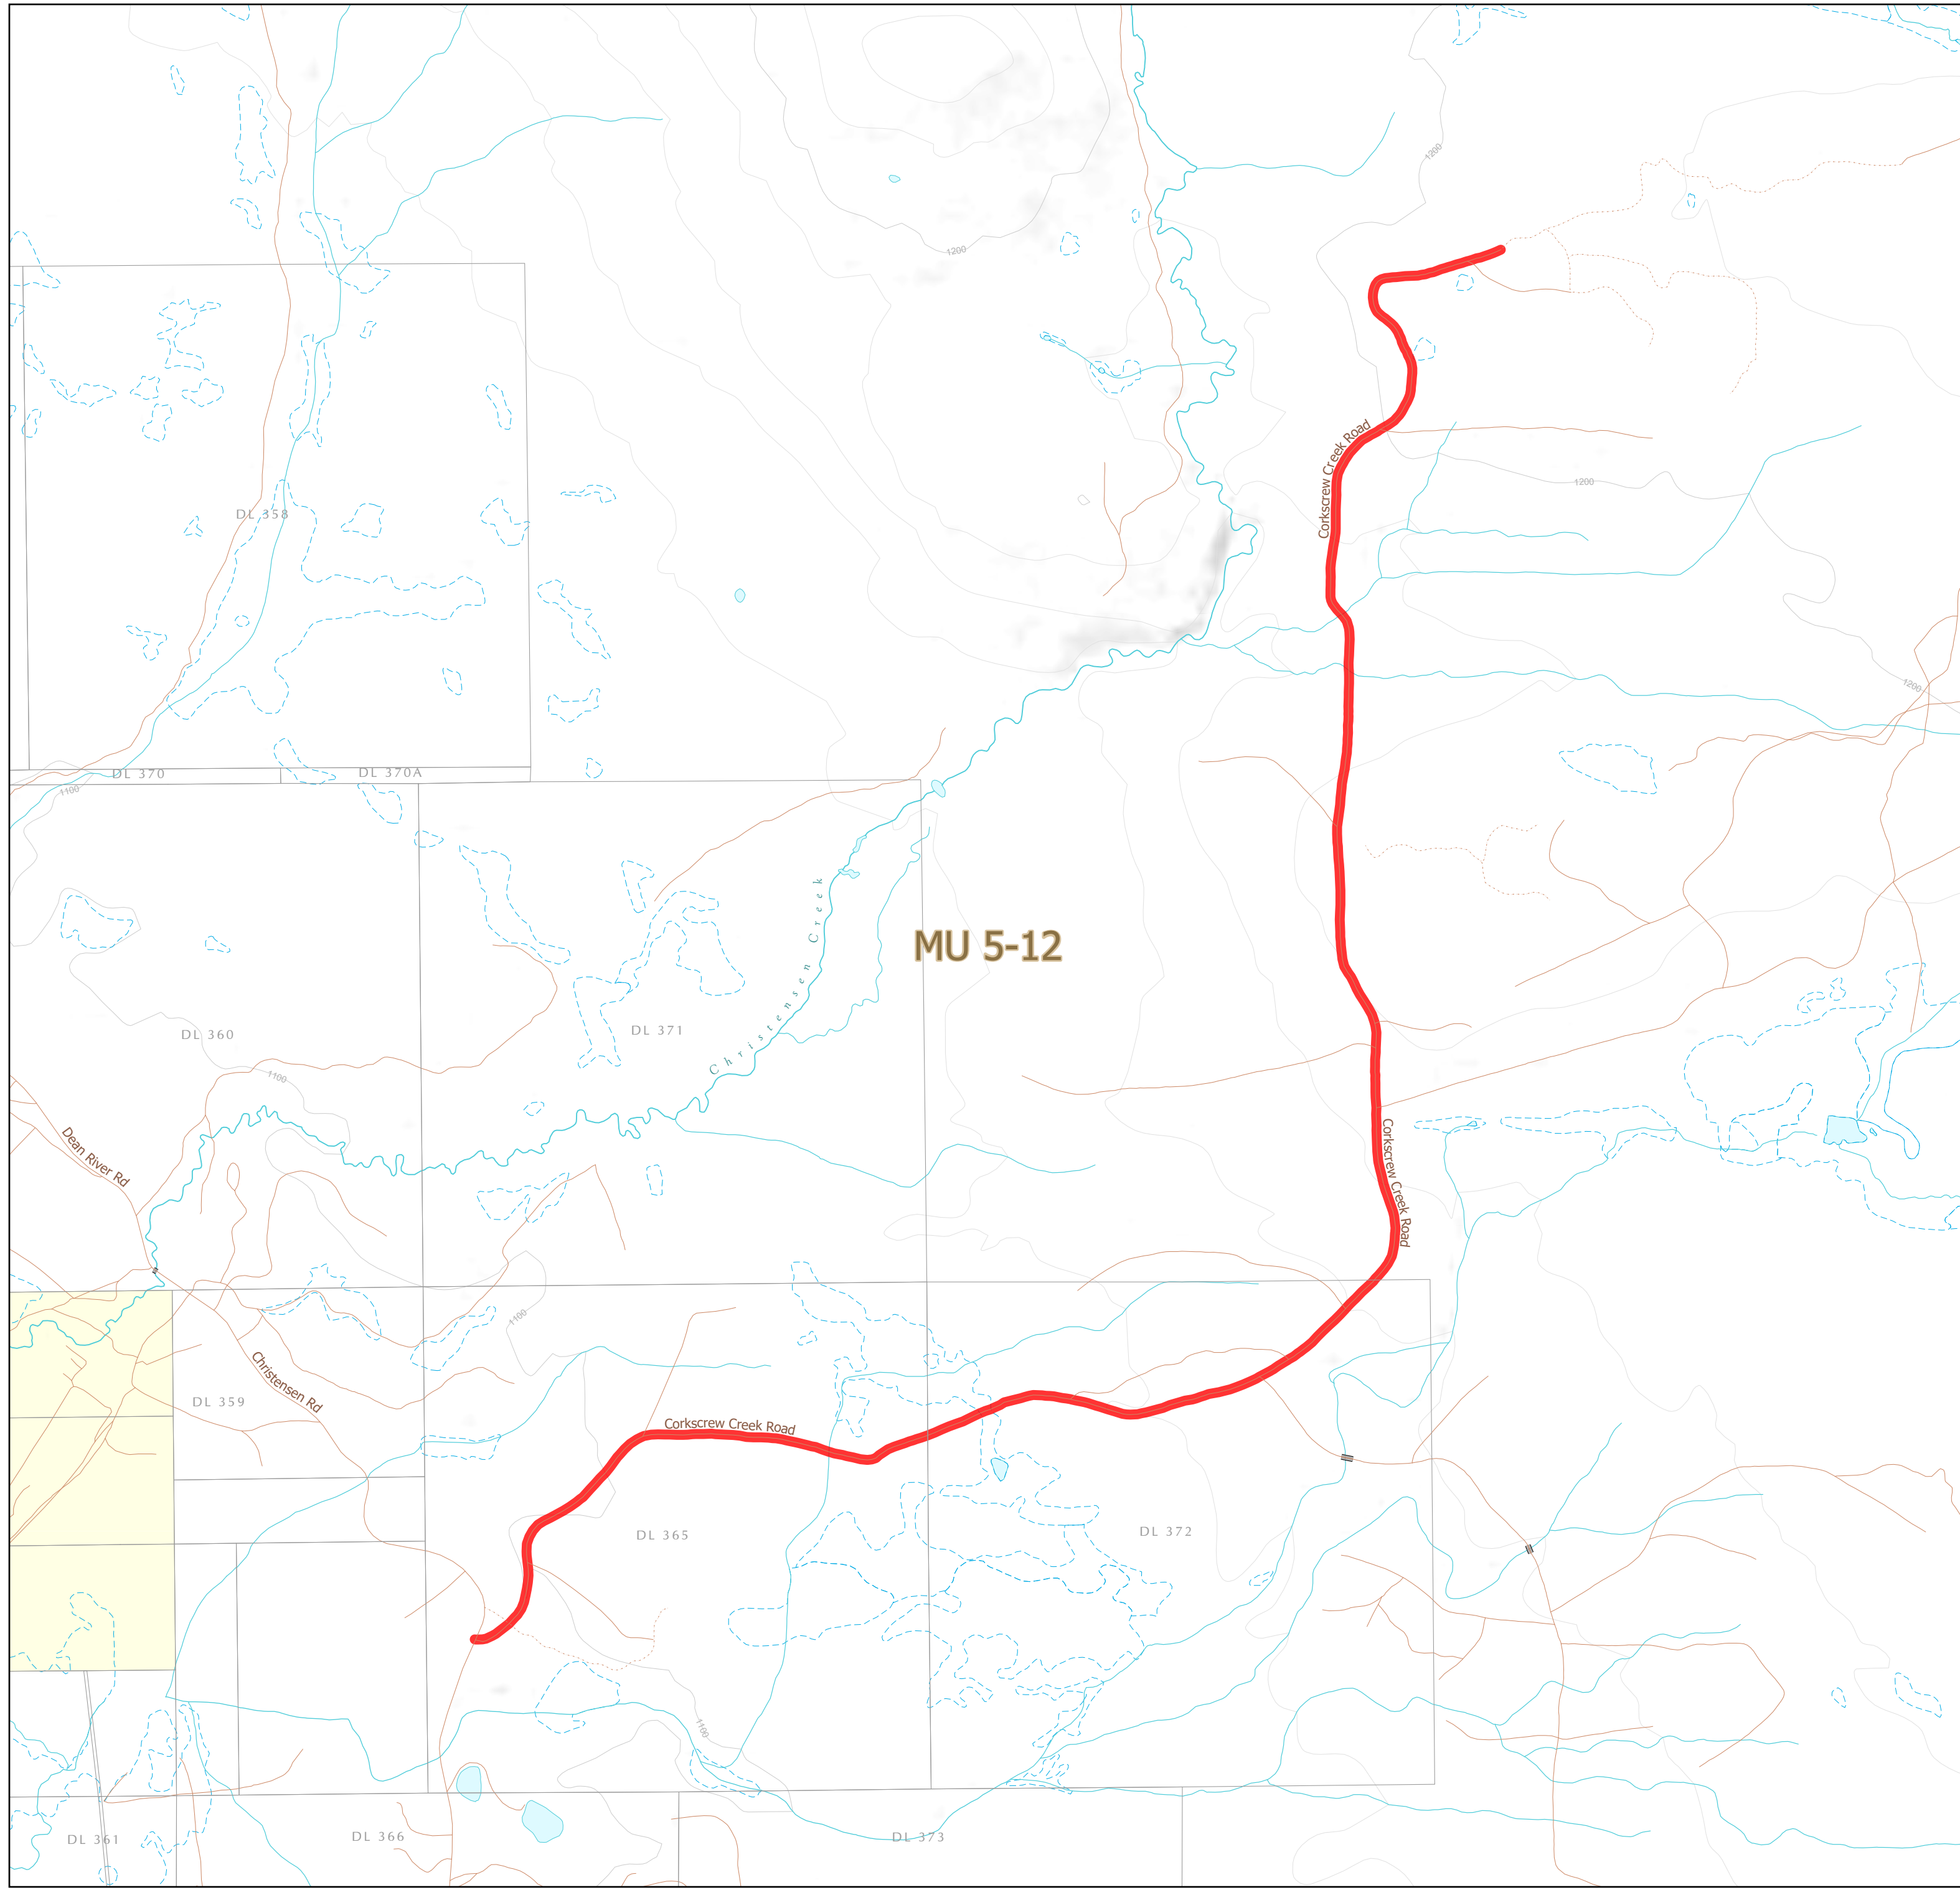 1200
1200
Corkscrew Creek Road
1200
DL 358
1200
DL 370
DL 370A
1100
Christensen Creek
MU 5-12
DL 360
DL 371
1100
Dean River Rd
Corkscrew Creek Road
1100
Christensen Rd
DL 359
Corkscrew Creek Road
DL 365
DL 372
1100
DL 361
DL 366
DL 373